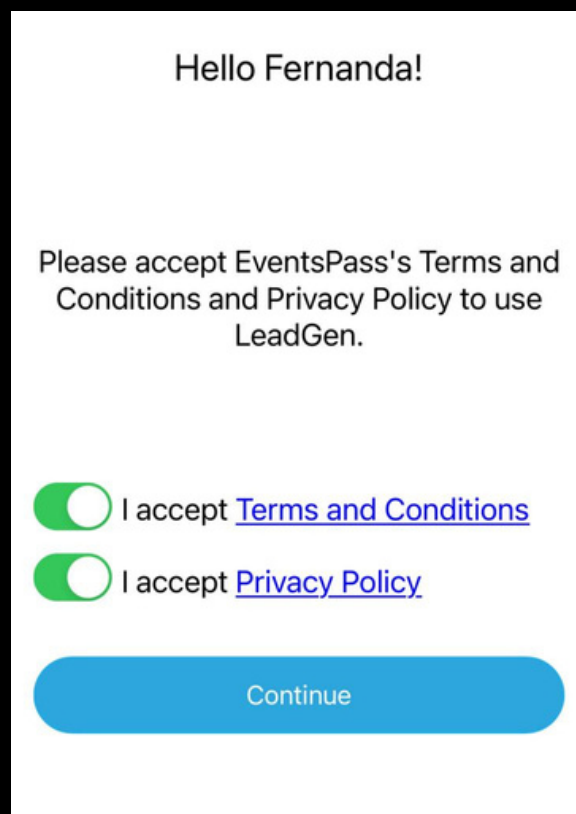 Hello Fernanda!
Please accept EventsPass's Terms and
Conditions and Privacy Policy to use
LeadGen.
I accept Terms and Conditions
I accept Privacy Policy
Continue